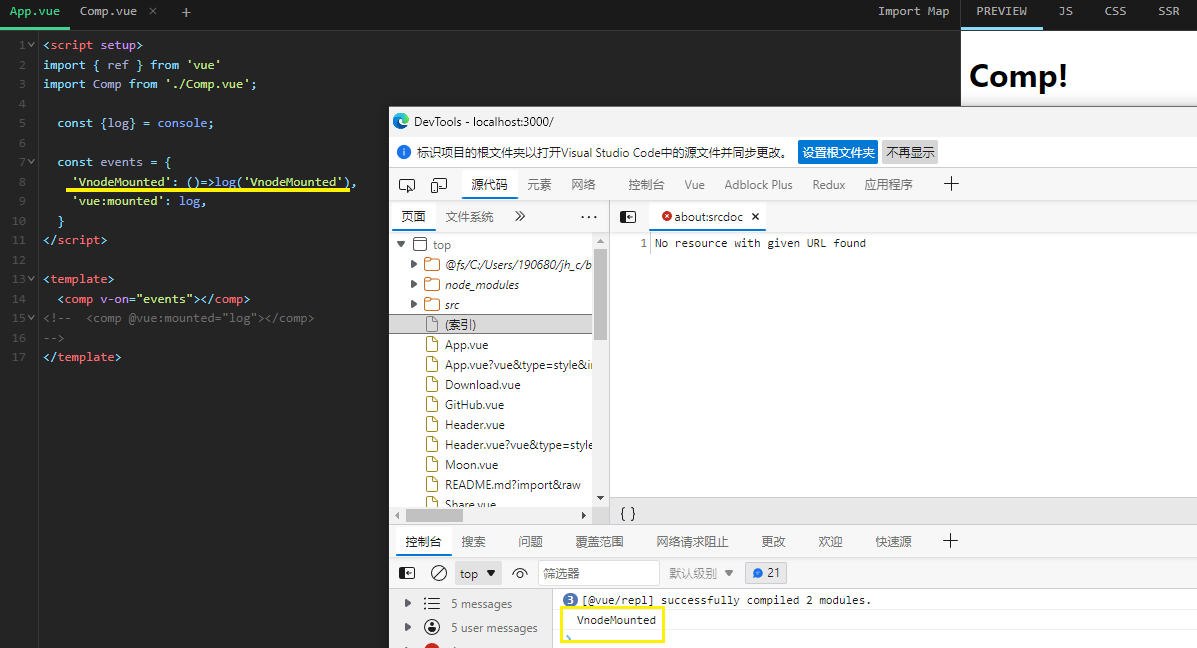 App.vue Comp.vue × +
Import Map
PREVIEW JS CSS SSR
1 <script setup>
2 import { ref } from 'vue'
3 import Comp from './Comp.vue';
4
5 const {log} = console;
6
7 const events = {
8 'VnodeMounted': ()=>log('VnodeMounted'),
9 'vue:mounted': log,
10 }
11 </script>
12
13 <template>
14 <comp v-on="events"></comp>
15 <!-- <comp @vue:mounted="log"></comp>
16 -->
17 </template>
Comp!
DevTools - localhost:3000/
标识项目的根文件夹以打开Visual Studio Code中的源文件并同步更改。 设置根文件夹 不再显示
源代码 元素 网络 控制台 Vue Adblock Plus Redux 应用程序
页面 文件系统
about:srcdoc ×
1 No resource with given URL found
top
@fs/C:/Users/190680/jh_c/b
node_modules
src
(索引)
App.vue
App.vue?vue&type=style&i
Download.vue
GitHub.vue
Header.vue
Header.vue?vue&type=style
Moon.vue
README.md?import&raw
Share.vue
{ }
控制台 搜索 问题 覆盖范围 网络请求阻止 更改 欢迎 快速源
top 筛选器 默认级别 21
5 messages
5 user messages
3 [@vue/repl] successfully compiled 2 modules.
VnodeMounted